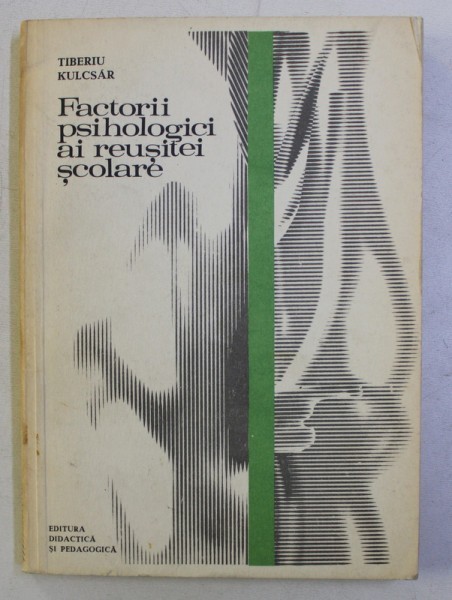 TIBERIU
KULCSÁR
Factorii
psihologici
ai reușitei
școlare
EDITURA
DIDACTICĂ
ȘI PEDAGOGICĂ